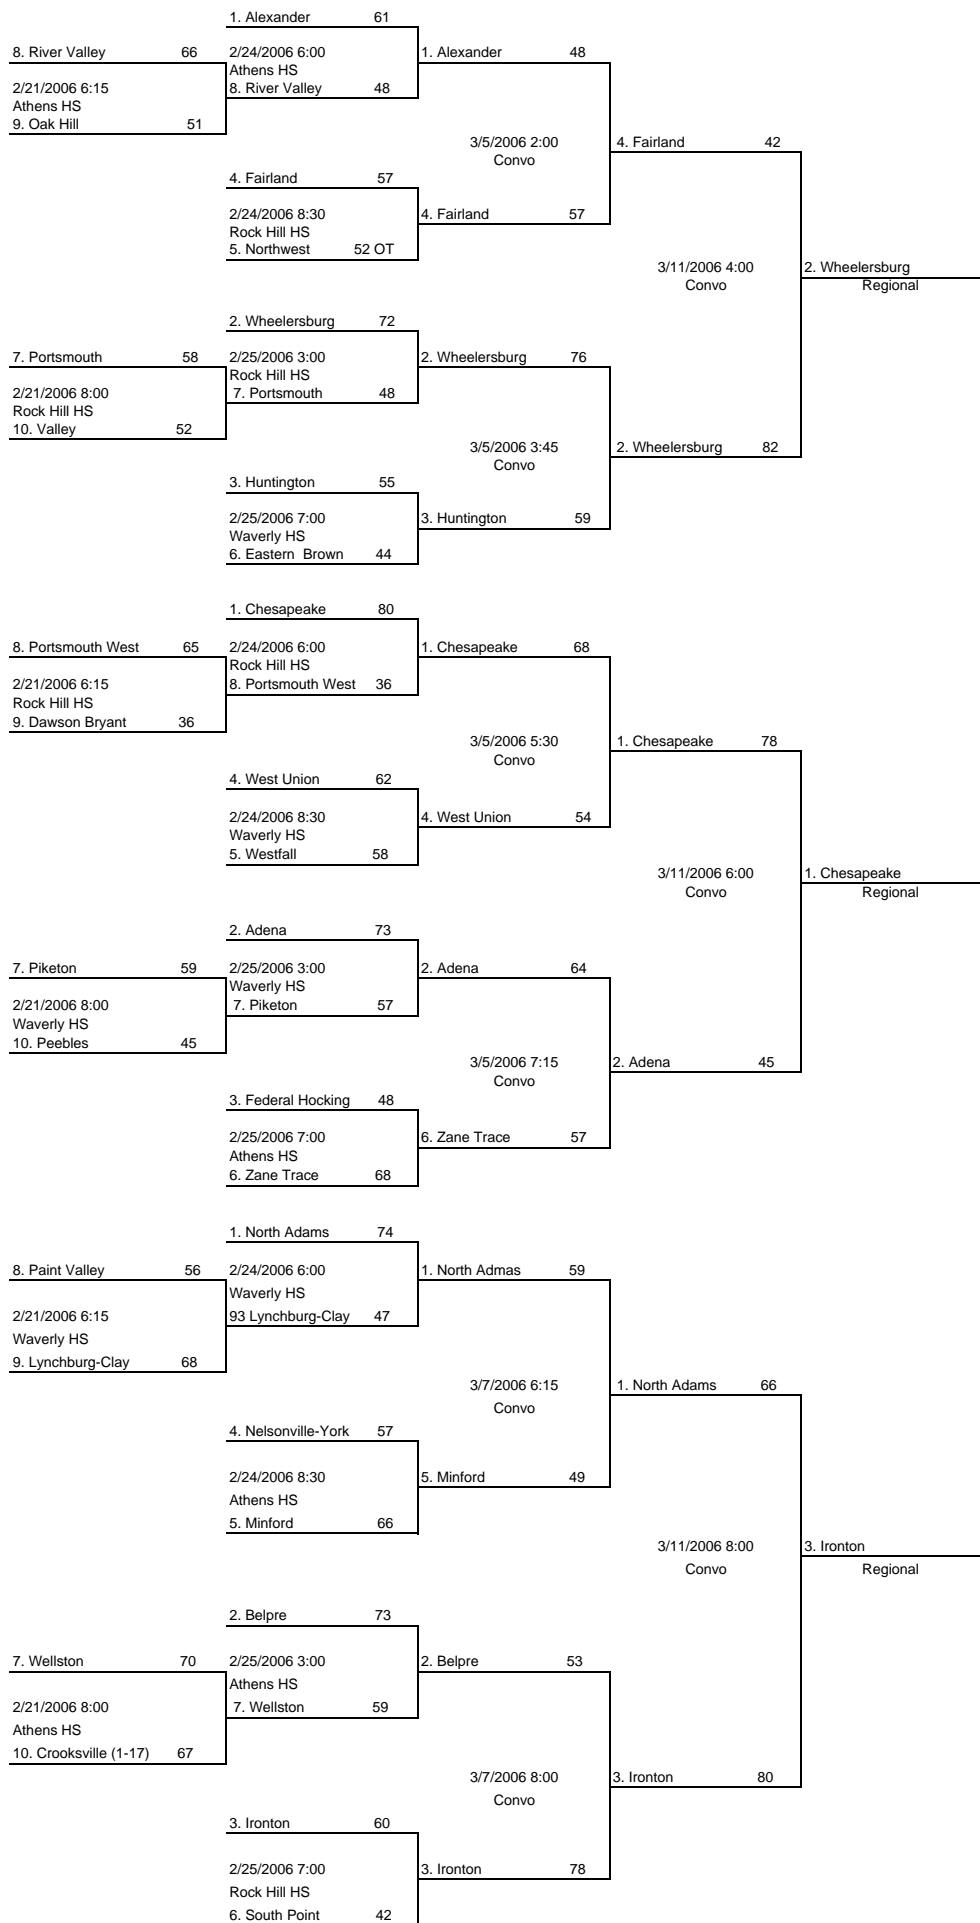 1. Alexander 61
8. River Valley 66
2/24/2006 6:00
1. Alexander 48
Athens HS
2/21/2006 6:15
8. River Valley 48
Athens HS
9. Oak Hill 51
3/5/2006 2:00
4. Fairland 42
Convo
4. Fairland 57
2/24/2006 8:30
4. Fairland 57
Rock Hill HS
5. Northwest 52 OT
3/11/2006 4:00
2. Wheelersburg
Convo
Regional
2. Wheelersburg 72
7. Portsmouth 58
2/25/2006 3:00
2. Wheelersburg 76
Rock Hill HS
2/21/2006 8:00
7. Portsmouth 48
Rock Hill HS
10. Valley 52
3/5/2006 3:45
2. Wheelersburg 82
Convo
3. Huntington 55
2/25/2006 7:00
3. Huntington 59
Waverly HS
6. Eastern Brown 44
1. Chesapeake 80
8. Portsmouth West 65
2/24/2006 6:00
1. Chesapeake 68
Rock Hill HS
2/21/2006 6:15
8. Portsmouth West 36
Rock Hill HS
9. Dawson Bryant 36
3/5/2006 5:30
1. Chesapeake 78
Convo
4. West Union 62
2/24/2006 8:30
4. West Union 54
Waverly HS
5. Westfall 58
3/11/2006 6:00
1. Chesapeake
Convo
Regional
2. Adena 73
7. Piketon 59
2/25/2006 3:00
2. Adena 64
Waverly HS
2/21/2006 8:00
7. Piketon 57
Waverly HS
10. Peebles 45
3/5/2006 7:15
2. Adena 45
Convo
3. Federal Hocking 48
2/25/2006 7:00
6. Zane Trace 57
Athens HS
6. Zane Trace 68
1. North Adams 74
8. Paint Valley 56
2/24/2006 6:00
1. North Admas 59
Waverly HS
2/21/2006 6:15
93 Lynchburg-Clay 47
Waverly HS
9. Lynchburg-Clay 68
3/7/2006 6:15
1. North Adams 66
Convo
4. Nelsonville-York 57
2/24/2006 8:30
5. Minford 49
Athens HS
5. Minford 66
3/11/2006 8:00
3. Ironton
Convo
Regional
2. Belpre 73
7. Wellston 70
2/25/2006 3:00
2. Belpre 53
Athens HS
2/21/2006 8:00
7. Wellston 59
Athens HS
10. Crooksville (1-17) 67
3/7/2006 8:00
3. Ironton 80
Convo
3. Ironton 60
2/25/2006 7:00
3. Ironton 78
Rock Hill HS
6. South Point 42